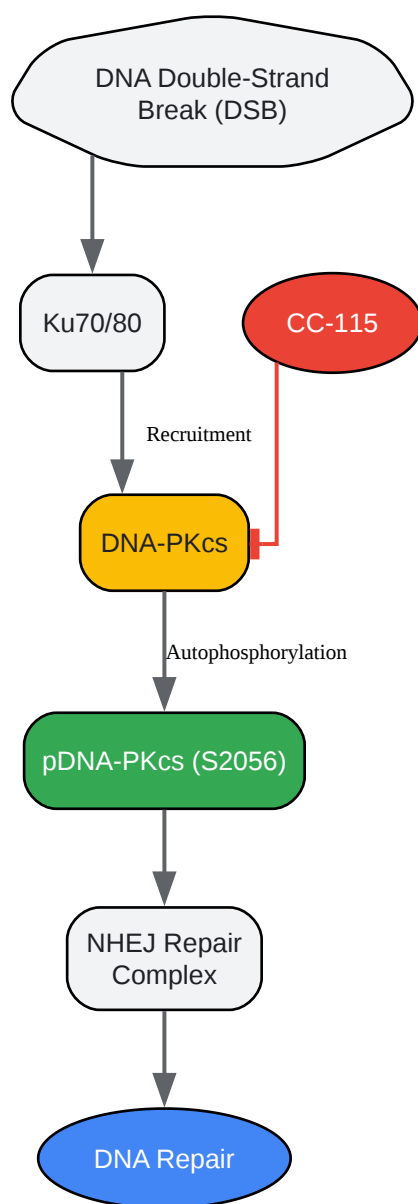 DNA Double-Strand
Break (DSB)
Ku70/80
CC-115
Recruitment
DNA-PKcs
Autophosphorylation
pDNA-PKcs (S2056)
NHEJ Repair
Complex
DNA Repair